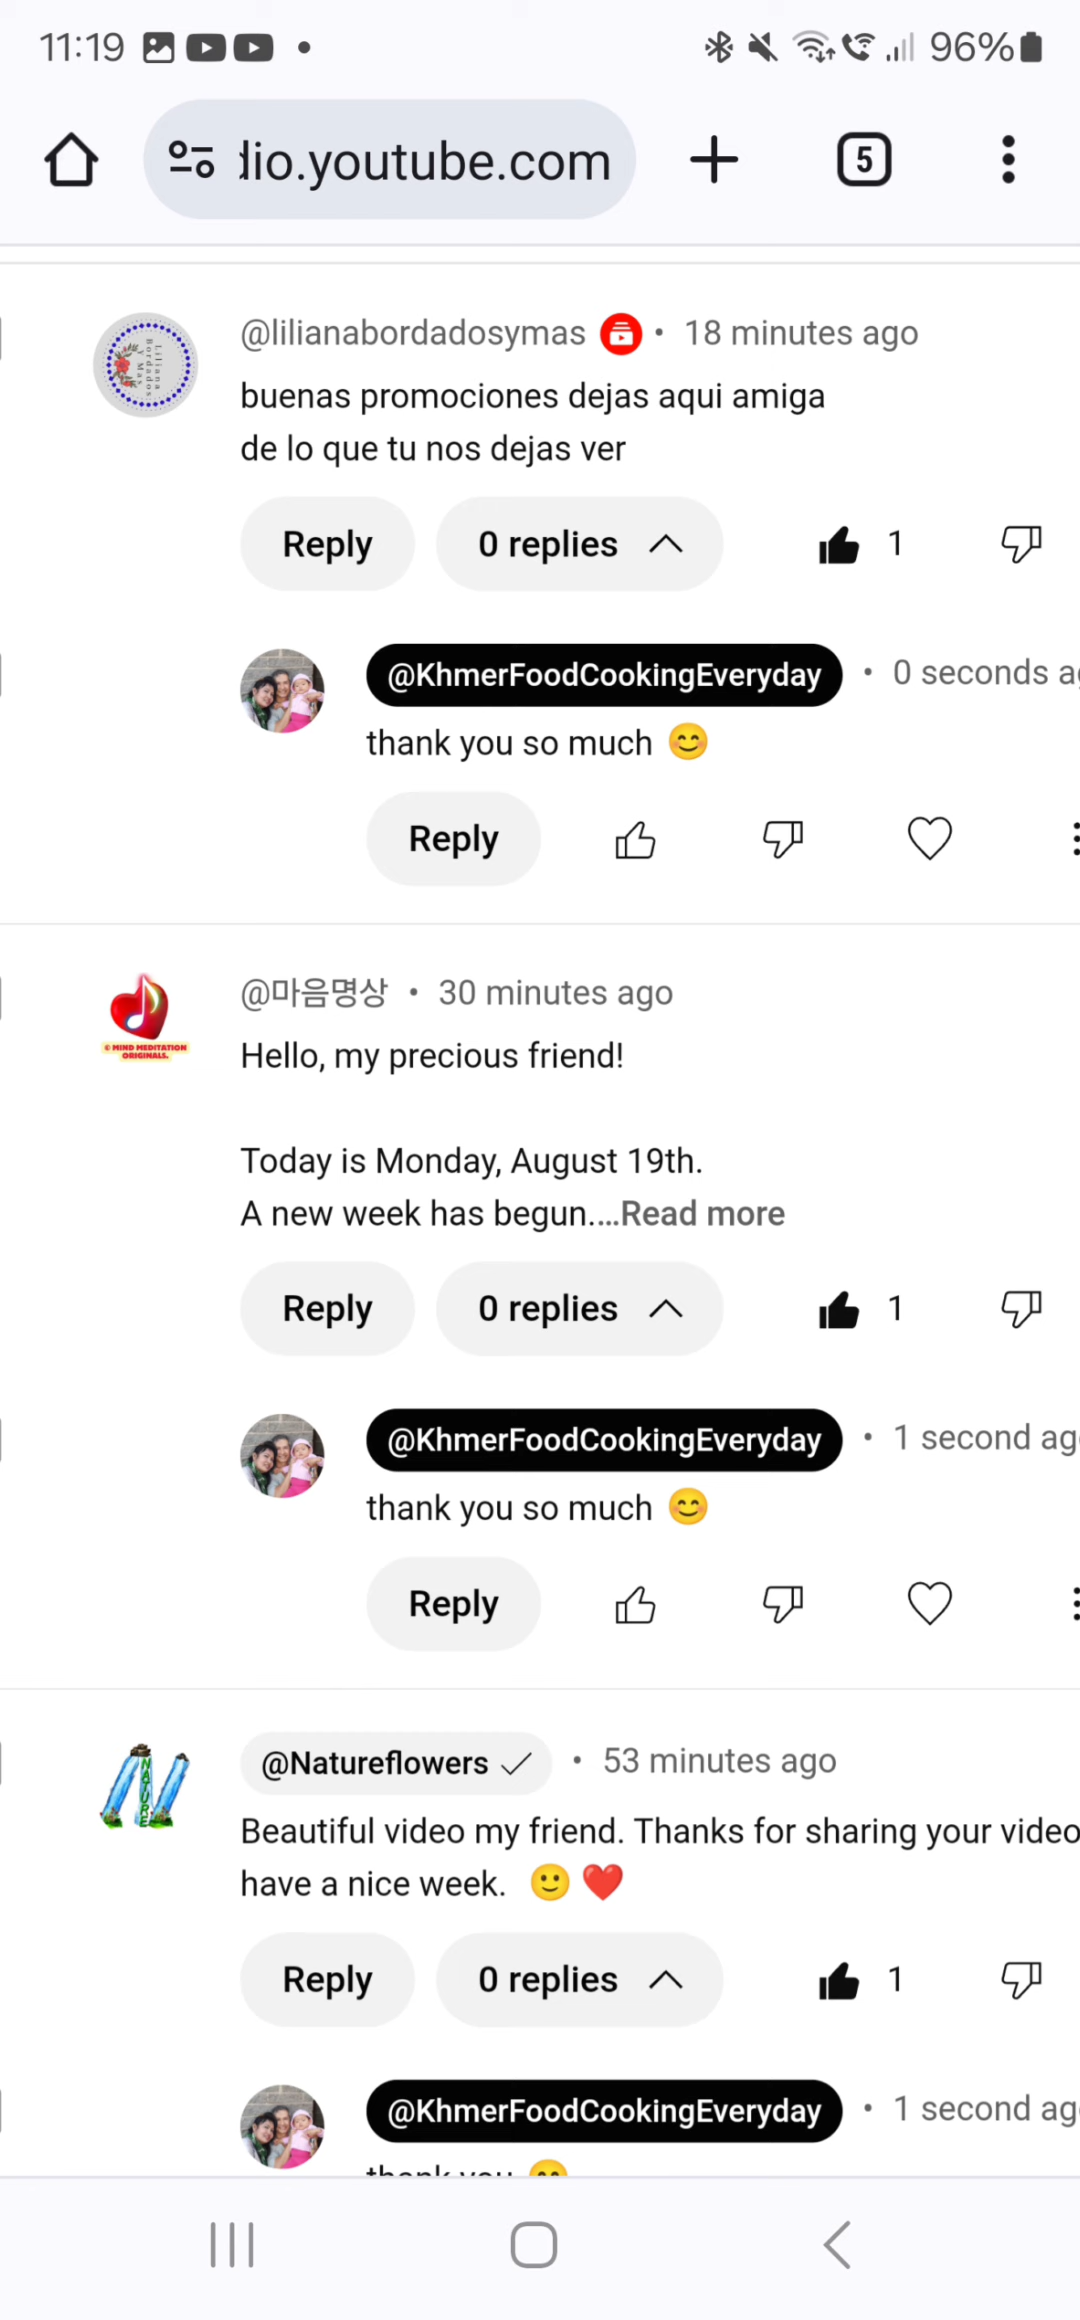 11:19
96%
lio.youtube.com
5
@lilianabordadosymas • 18 minutes ago
buenas promociones dejas aqui amiga
de lo que tu nos dejas ver
Reply 0 replies 1
@KhmerFoodCookingEveryday • 0 seconds a
thank you so much 😊
Reply
© MIND MEDITATION
ORIGINALS.
@마음명상 • 30 minutes ago
Hello, my precious friend!
Today is Monday, August 19th.
A new week has begun....Read more
Reply 0 replies 1
@KhmerFoodCookingEveryday • 1 second ag
thank you so much 😊
Reply
NATURE
@Natureflowers • 53 minutes ago
Beautiful video my friend. Thanks for sharing your video
have a nice week. 🙂 ❤️
Reply 0 replies 1
@KhmerFoodCookingEveryday • 1 second ag
thank you 😊